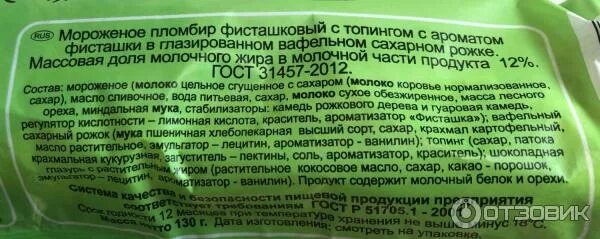 RUS Мороженое пломбир фисташковый с топингом с ароматом
фисташки в глазированном вафельном сахарном рожке.
Массовая доля молочного жира в молочной части продукта 12%.
ГОСТ 31457-2012.
Состав: мороженое (молоко цельное сгущенное с сахаром (молоко коровье нормализованное,
сахар), масло сливочное, вода питьевая, сахар, молоко сухое обезжиренное, масса лесного
ореха, миндальная мука, стабилизаторы: камедь рожкового дерева и гуаровая камедь,
регулятор кислотности – лимонная кислота, краситель, ароматизатор «Фисташка»); вафельный
сахарный рожок (мука пшеничная хлебопекарная высший сорт, сахар, крахмал картофельный,
масло растительное, эмульгатор – лецитин, ароматизатор - ванилин); топинг (сахар, патока
крахмальная кукурузная, загуститель – пектины, соль, ароматизатор, краситель); шоколадная
глазурь с растительным жиром (растительное кокосовое масло, сахар, какао - порошок,
эмульгатор – лецитин, ароматизатор - ванилин). Продукт содержит молочный белок и орехи.
Система качества и безопасности пищевой продукции предприятия
ГОСТ Р 51705.1 - 20
Срок годности: 12 месяцев при температуре хранения не выше минус 18°С.
Масса 130 г. Дата изготовления: смотреть на упаковке.
ОТЗОВИК